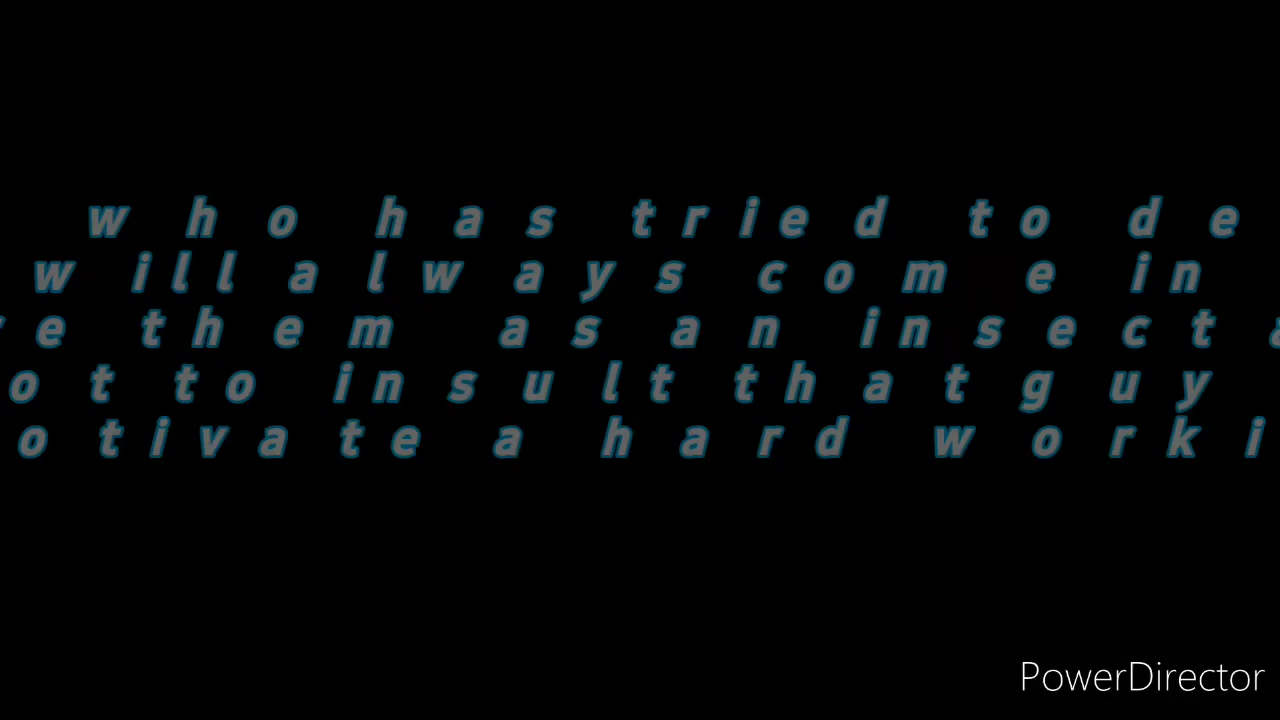 who has tried to de
will always come in
e them as an insect a
ot to insult that guy
otivate a hard worki
PowerDirector